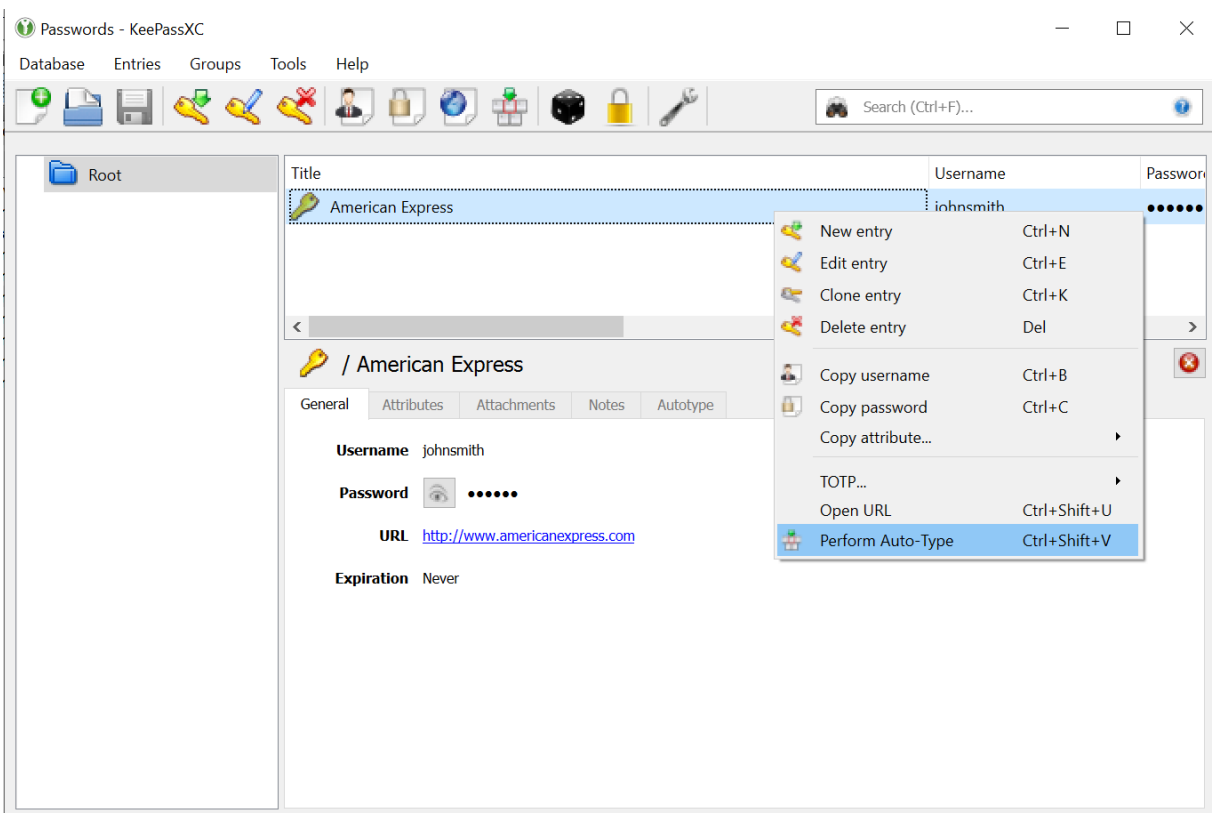 Passwords - KeePassXC
Database Entries Groups Tools Help
Search (Ctrl+F)...
Root
Title Username Passwor
American Express johnsmith ●●●●●●
New entry Ctrl+N
Edit entry Ctrl+E
Clone entry Ctrl+K
Delete entry Del
/ American Express
Copy username Ctrl+B
General Attributes Attachments Notes Autotype
Copy password Ctrl+C
Copy attribute...
Username johnsmith
TOTP...
Password ●●●●●●
Open URL Ctrl+Shift+U
URL http://www.americanexpress.com
Perform Auto-Type Ctrl+Shift+V
Expiration Never